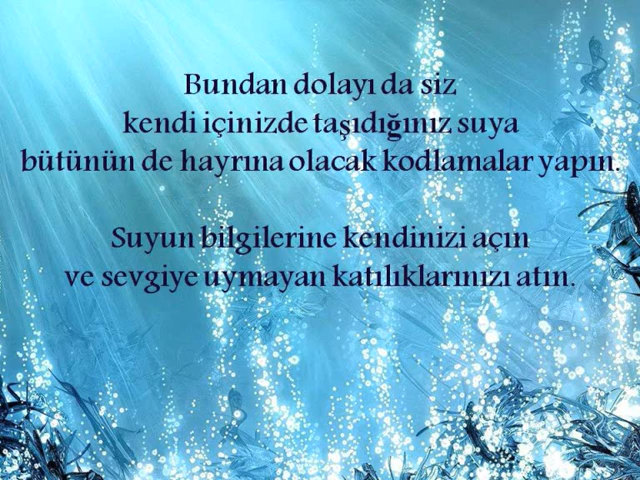 Bundan dolayı da siz
kendi içinizde taşıdığınız suya
bütünün de hayrına olacak kodlamalar yapın.
Suyun bilgilerine kendinizi açın
ve sevgiye uymayan katılıklarınızı atın.